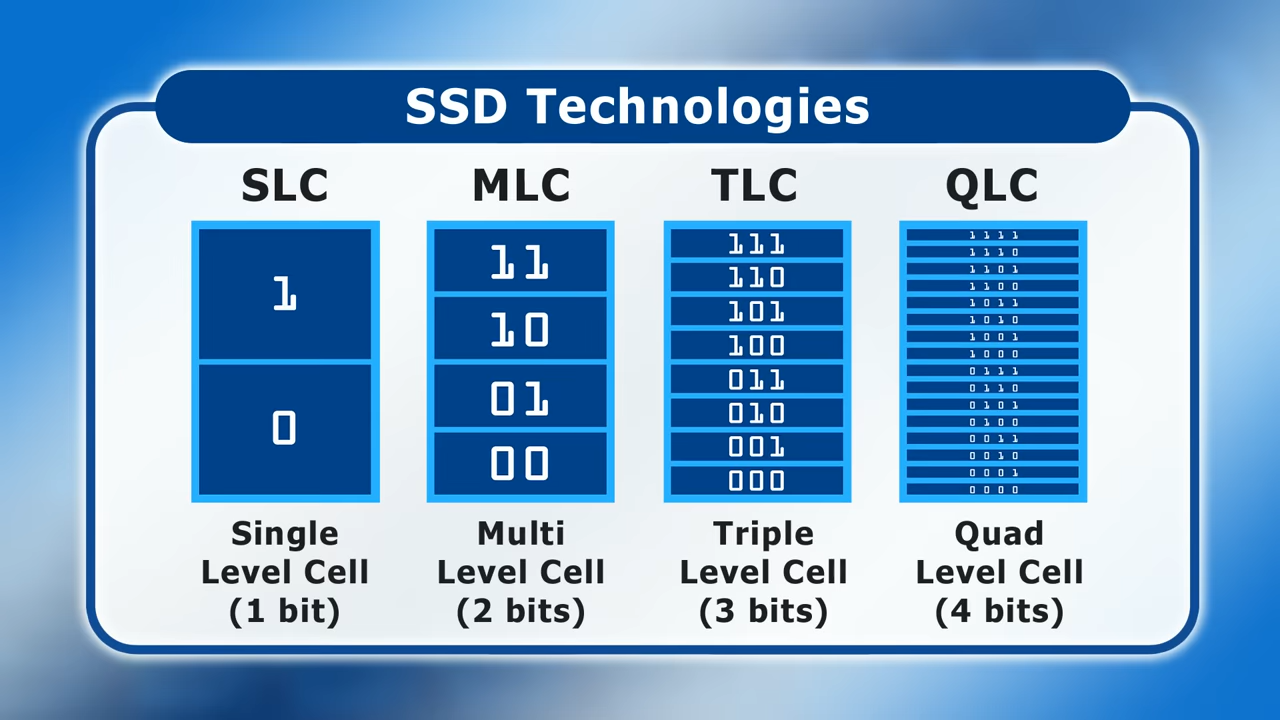 SSD Technologies
SLC
1
0
Single
Level Cell
(1 bit)
MLC
11
10
01
00
Multi
Level Cell
(2 bits)
TLC
111
110
101
100
011
010
001
000
Triple
Level Cell
(3 bits)
QLC
1111
1110
1101
1100
1011
1010
1001
1000
0111
0110
0101
0100
0011
0010
0001
0000
Quad
Level Cell
(4 bits)